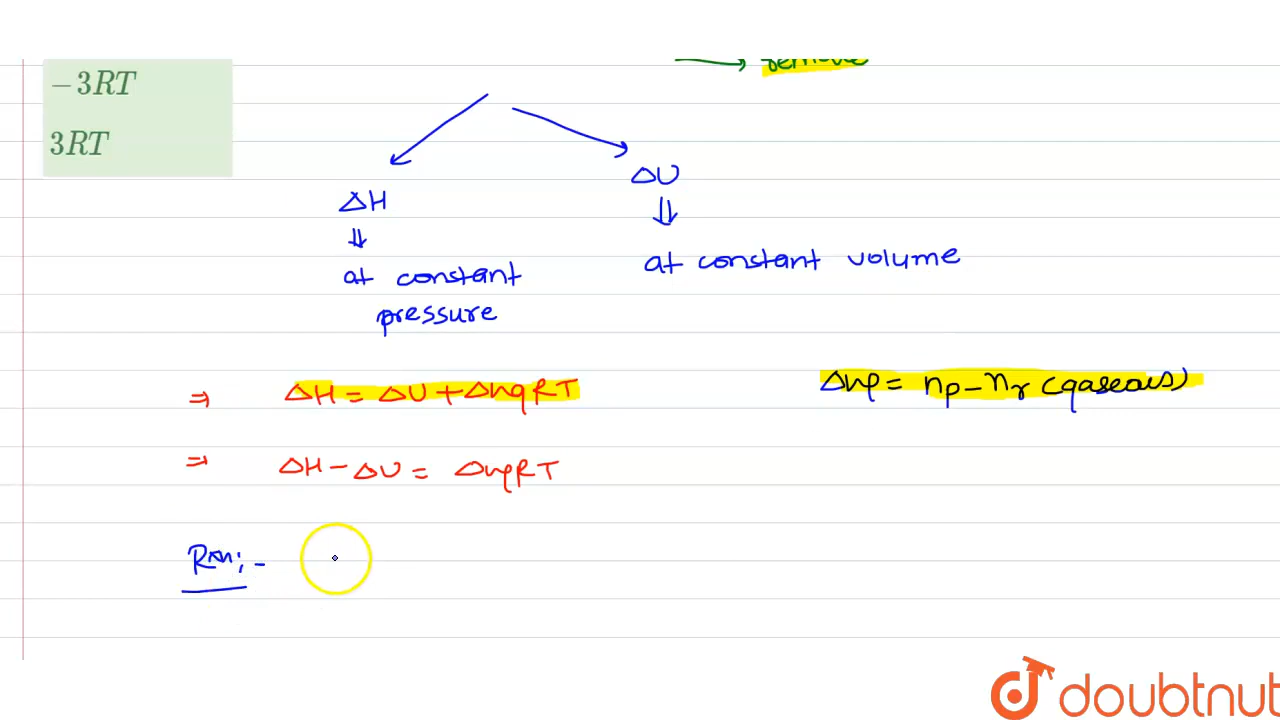 - 3RT
3RT
remove
ΔH
ΔU
⇓
⇓
at constant
pressure
at constant volume
⇒ ΔH = ΔU + ΔngRT
Δng = np - nr (gaseous)
⇒ ΔH - ΔU = ΔngRT
Rxn: -
doubtnut